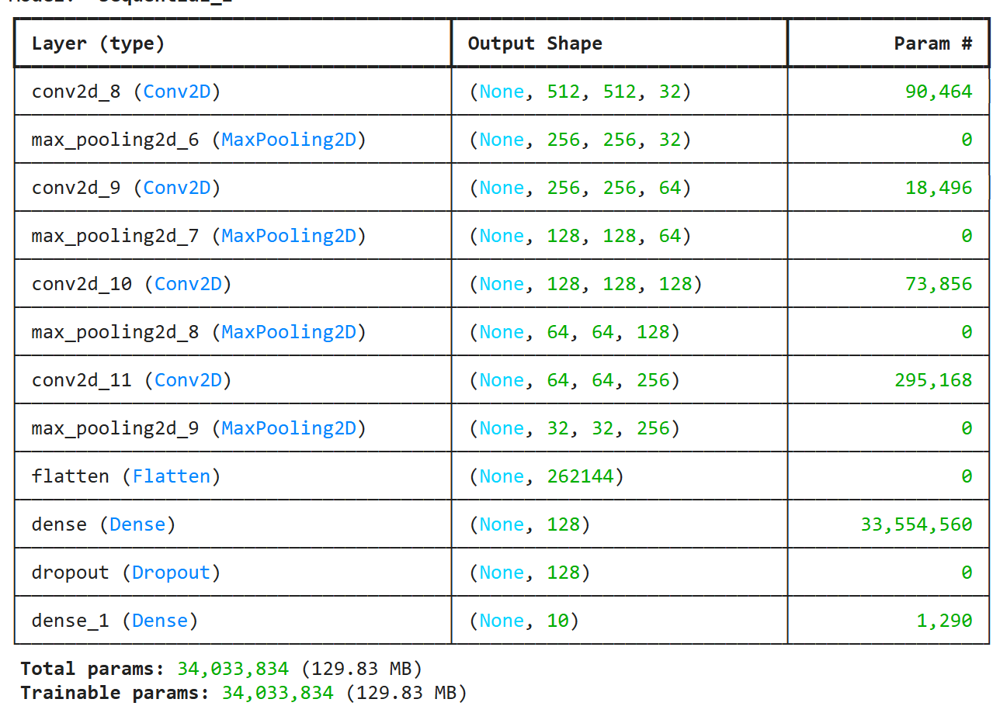 Layer (type) Output Shape Param #
conv2d_8 (Conv2D) (None, 512, 512, 32) 90,464
max_pooling2d_6 (MaxPooling2D) (None, 256, 256, 32) 0
conv2d_9 (Conv2D) (None, 256, 256, 64) 18,496
max_pooling2d_7 (MaxPooling2D) (None, 128, 128, 64) 0
conv2d_10 (Conv2D) (None, 128, 128, 128) 73,856
max_pooling2d_8 (MaxPooling2D) (None, 64, 64, 128) 0
conv2d_11 (Conv2D) (None, 64, 64, 256) 295,168
max_pooling2d_9 (MaxPooling2D) (None, 32, 32, 256) 0
flatten (Flatten) (None, 262144) 0
dense (Dense) (None, 128) 33,554,560
dropout (Dropout) (None, 128) 0
dense_1 (Dense) (None, 10) 1,290
Total params: 34,033,834 (129.83 MB)
Trainable params: 34,033,834 (129.83 MB)